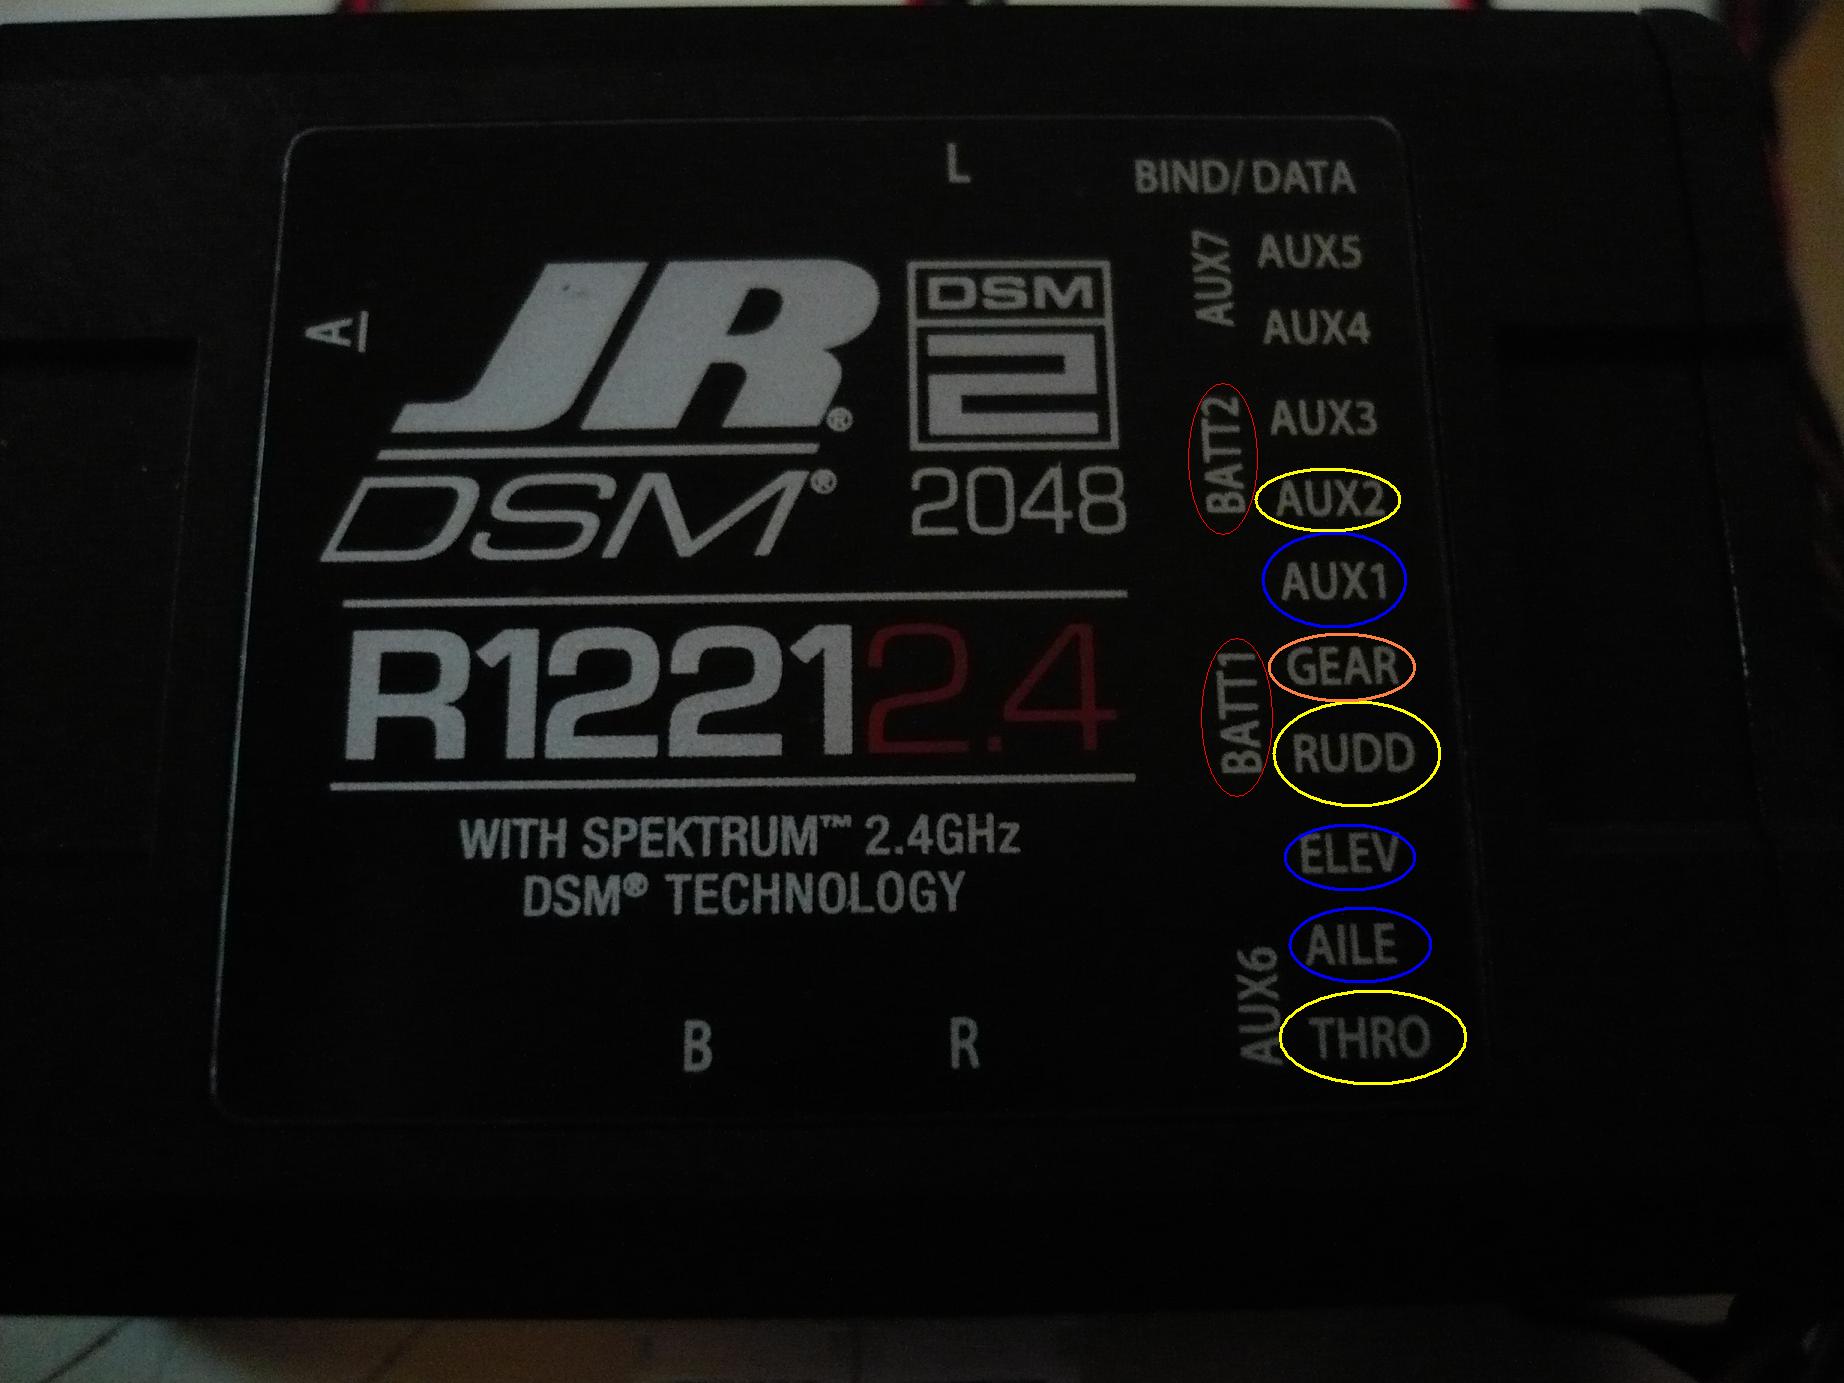 L
BIND/DATA
A
JR®
DSM
2
2048
DSM®
R1221 2.4
WITH SPEKTRUM™ 2.4GHz
DSM® TECHNOLOGY
B
R
AUX7
BATT2
BATT1
AUX6
AUX5
AUX4
AUX3
AUX2
AUX1
GEAR
RUDD
ELEV
AILE
THRO